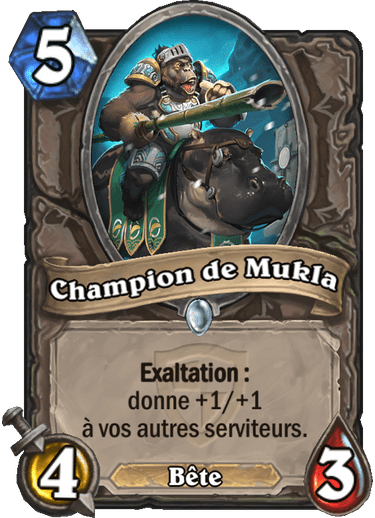 5
Champion de Mukla
Exaltation :
donne +1/+1
à vos autres serviteurs.
4
Bête
3